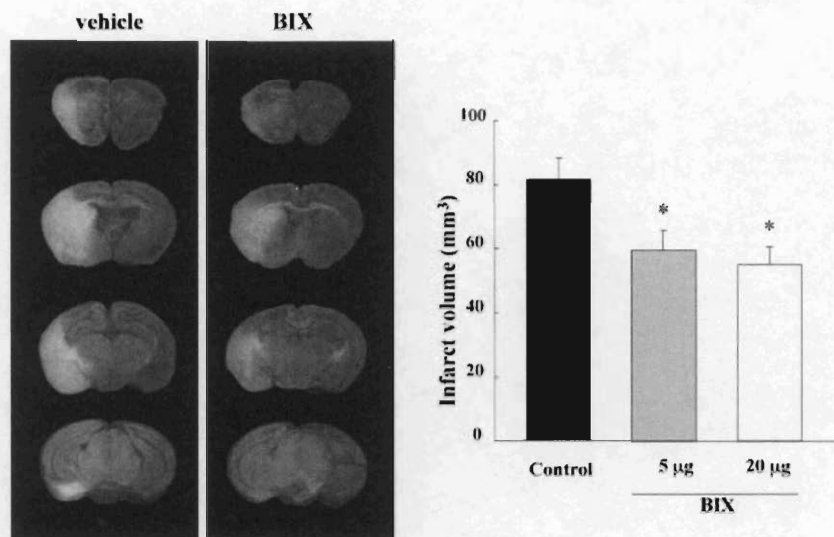 vehicle BIX
Infarct volume (mm³)
100
80
60
40
20
0
*
*
Control 5 µg 20 µg
BIX